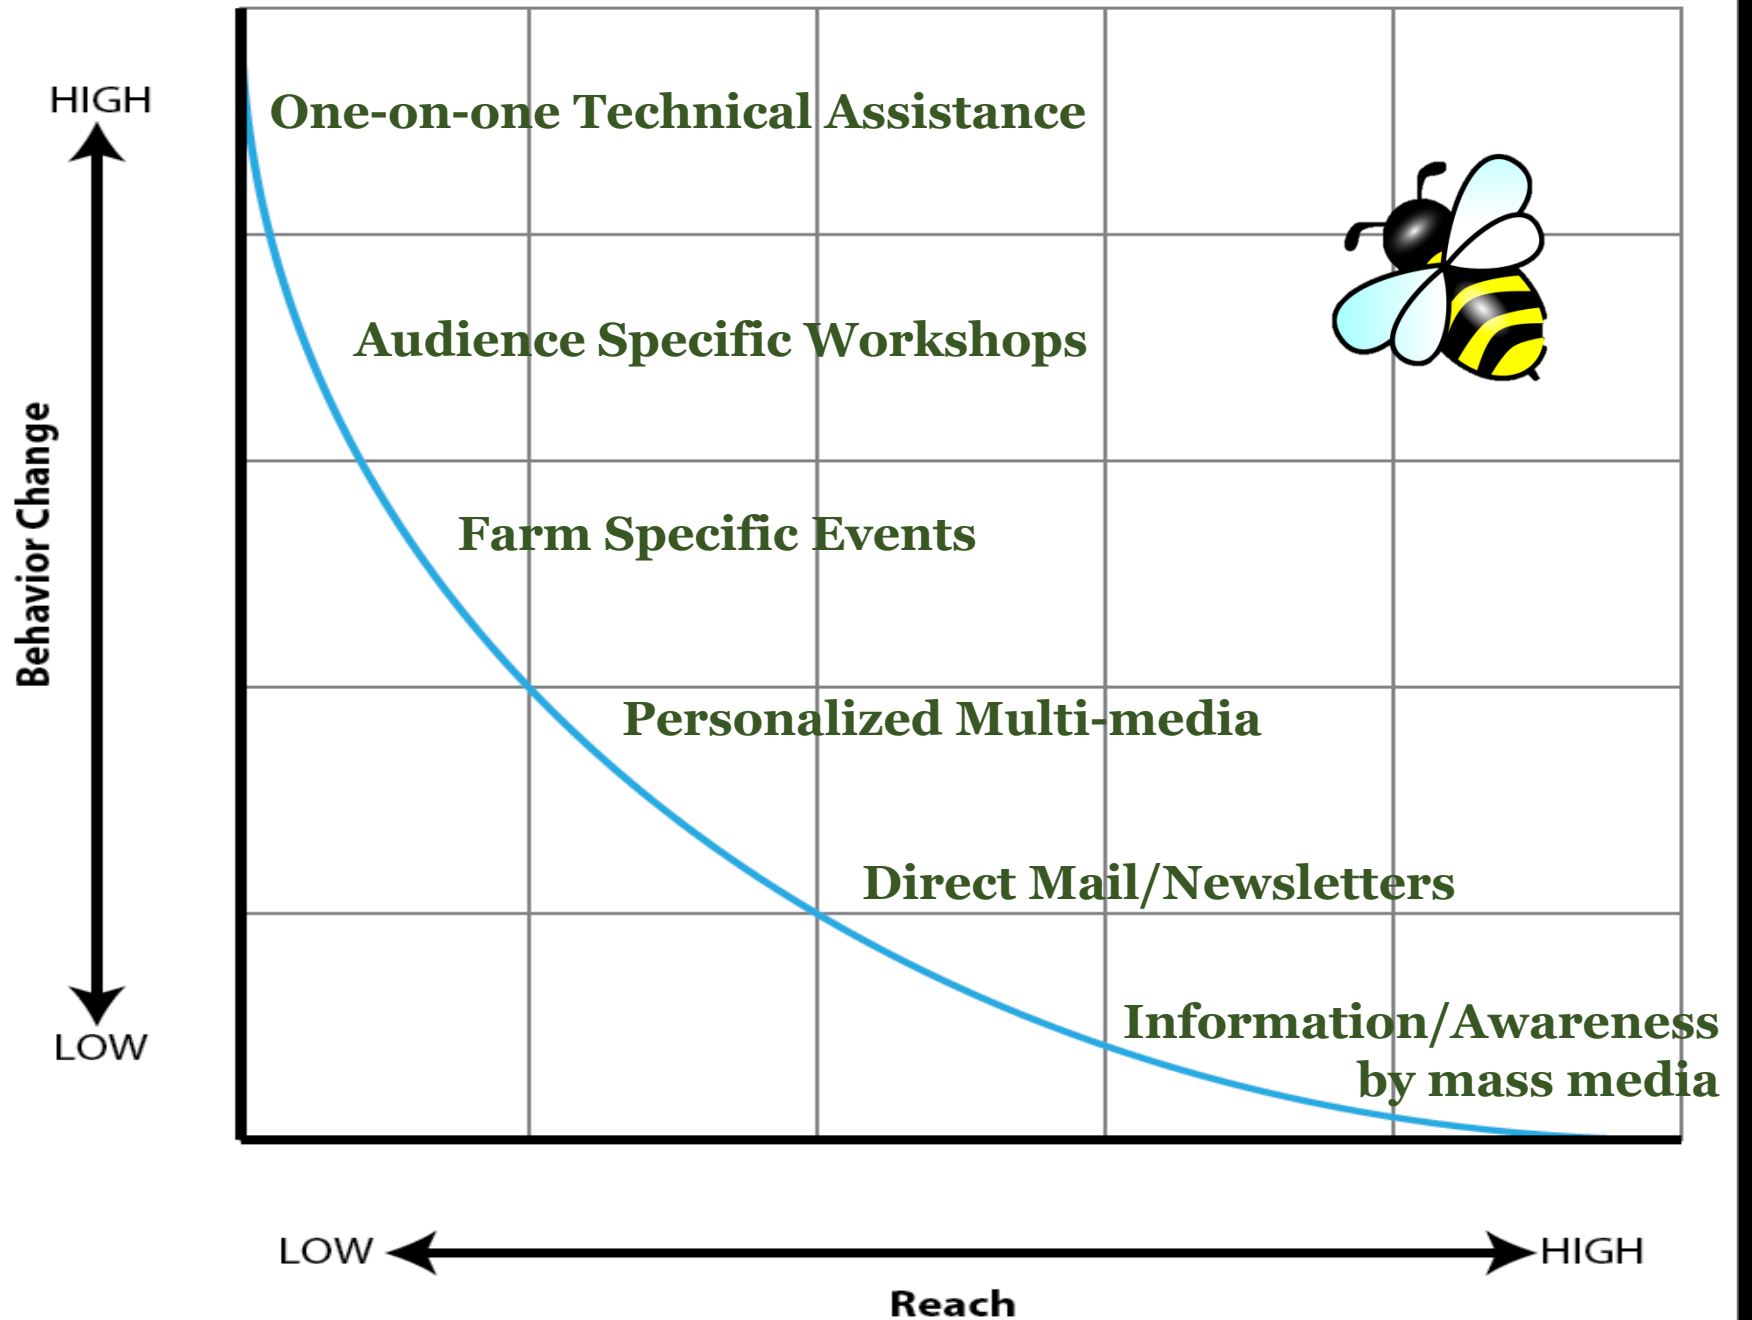 HIGH
One-on-one Technical Assistance
Audience Specific Workshops
Behavior Change
Farm Specific Events
Personalized Multi-media
Direct Mail/Newsletters
Information/Awareness
by mass media
LOW
LOW
HIGH
Reach